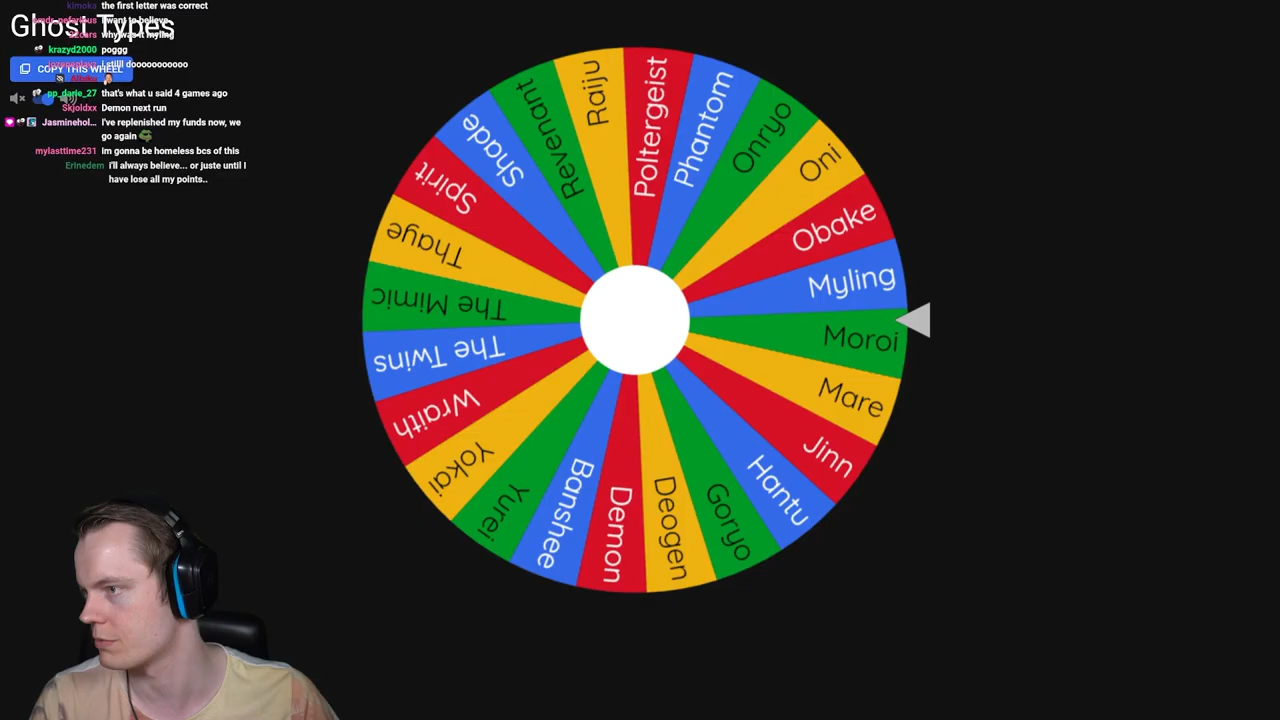 kimoka the first letter was correct
Ghost Types
I want to believe
why was it myling
krazyd2000 poggg
COPY THIS WHEEL
i stiill dooooooooooo
pp_darie_27 that's what u said 4 games ago
Skjoldxx Demon next run
Jasminehol... I've replenished my funds now, we
go again
mylasttime231 im gonna be homeless bcs of this
Erinedem i'll always believe... or juste until I
have lose all my points..
Poltergeist
Phantom
Onryo
Oni
Obake
Myling
Moroi
Mare
Jinn
Hantu
Goryo
Deogen
Demon
Banshee
Yurei
Yokai
Wraith
The Twins
The Mimic
Thaye
Spirit
Shade
Revenant
Raiju